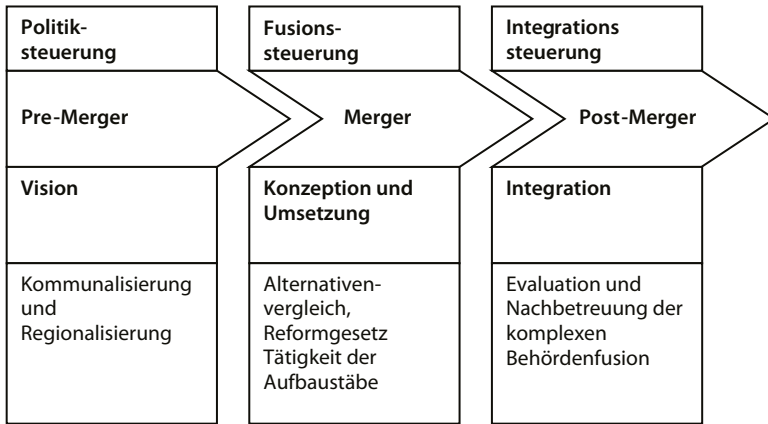 Politik-
steuerung
Fusions-
steuerung
Integrations
steuerung
Pre-Merger
Merger
Post-Merger
Vision
Konzeption und
Umsetzung
Integration
Kommunalisierung
und
Regionalisierung
Alternativen-
vergleich,
Reformgesetz
Tätigkeit der
Aufbaustäbe
Evaluation und
Nachbetreuung der
komplexen
Behördenfusion